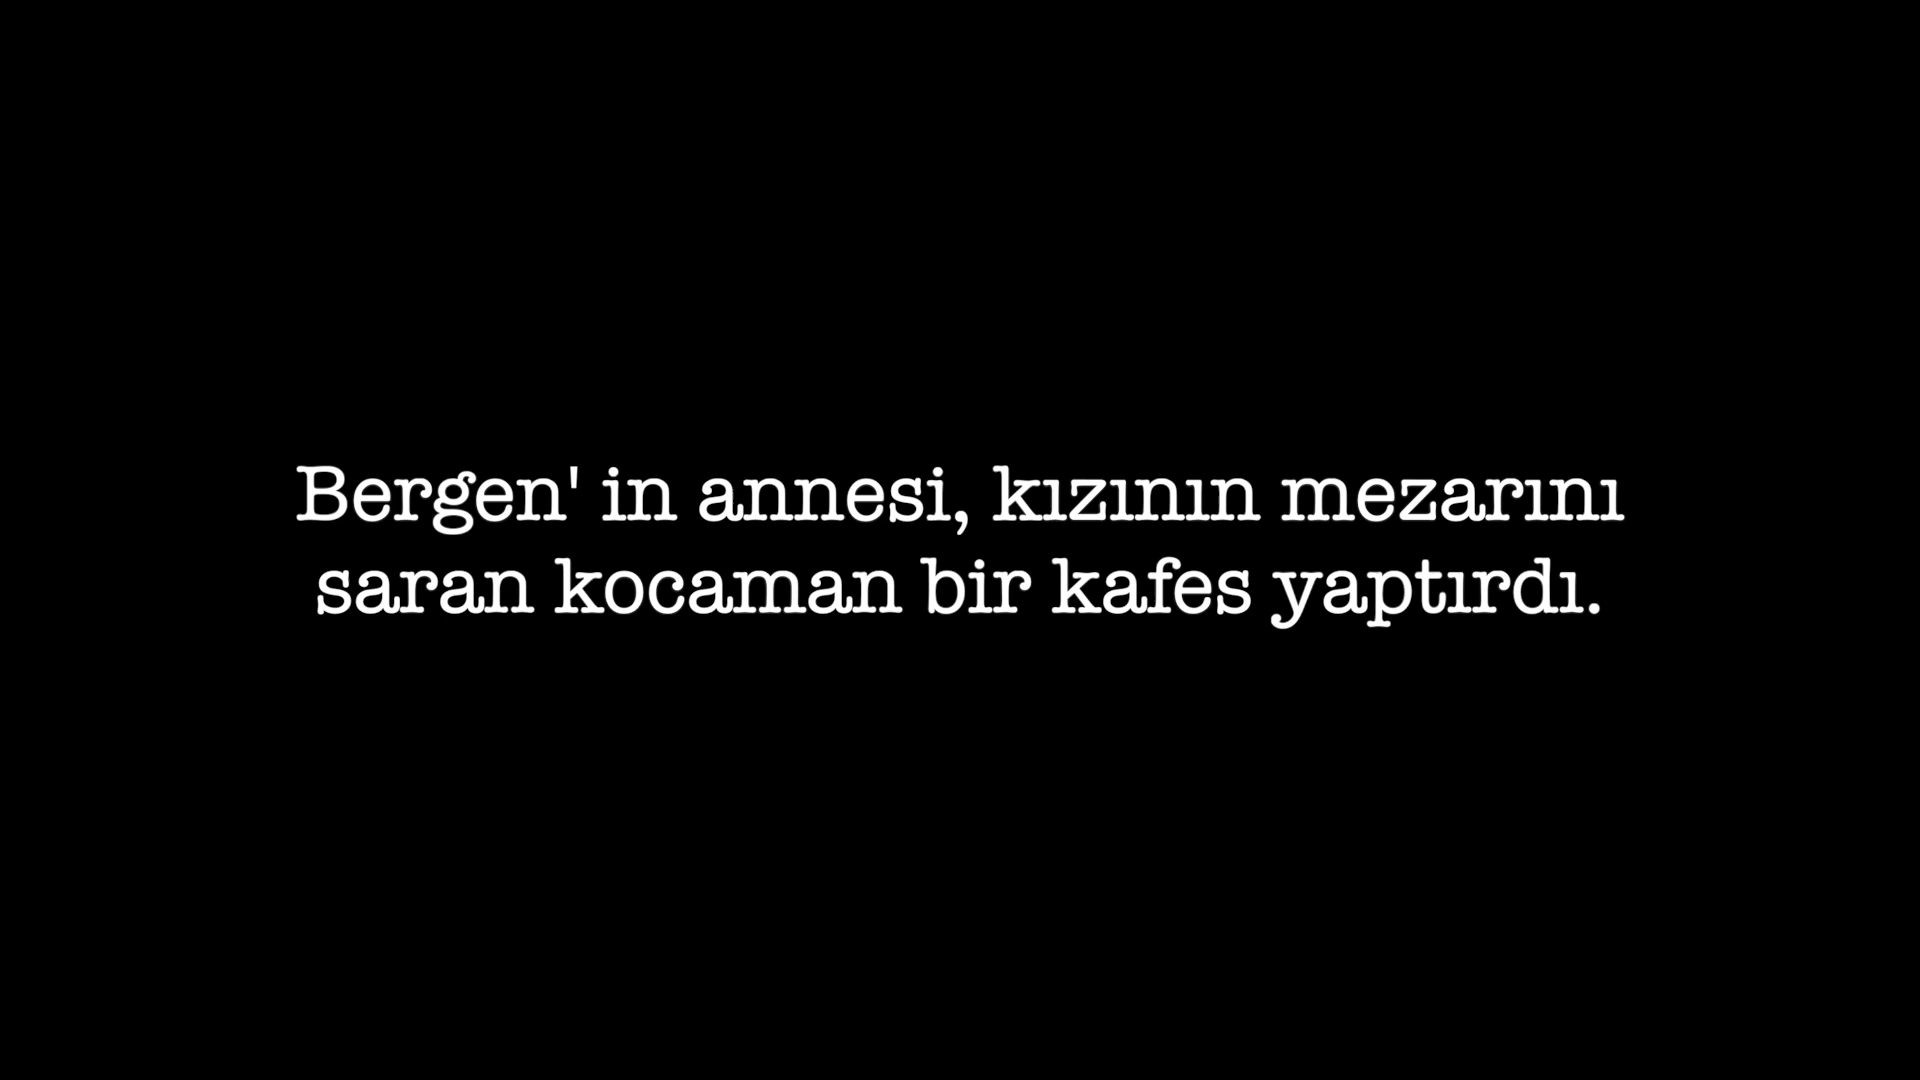 Bergen' in annesi, kızının mezarını
saran kocaman bir kafes yaptırdı.